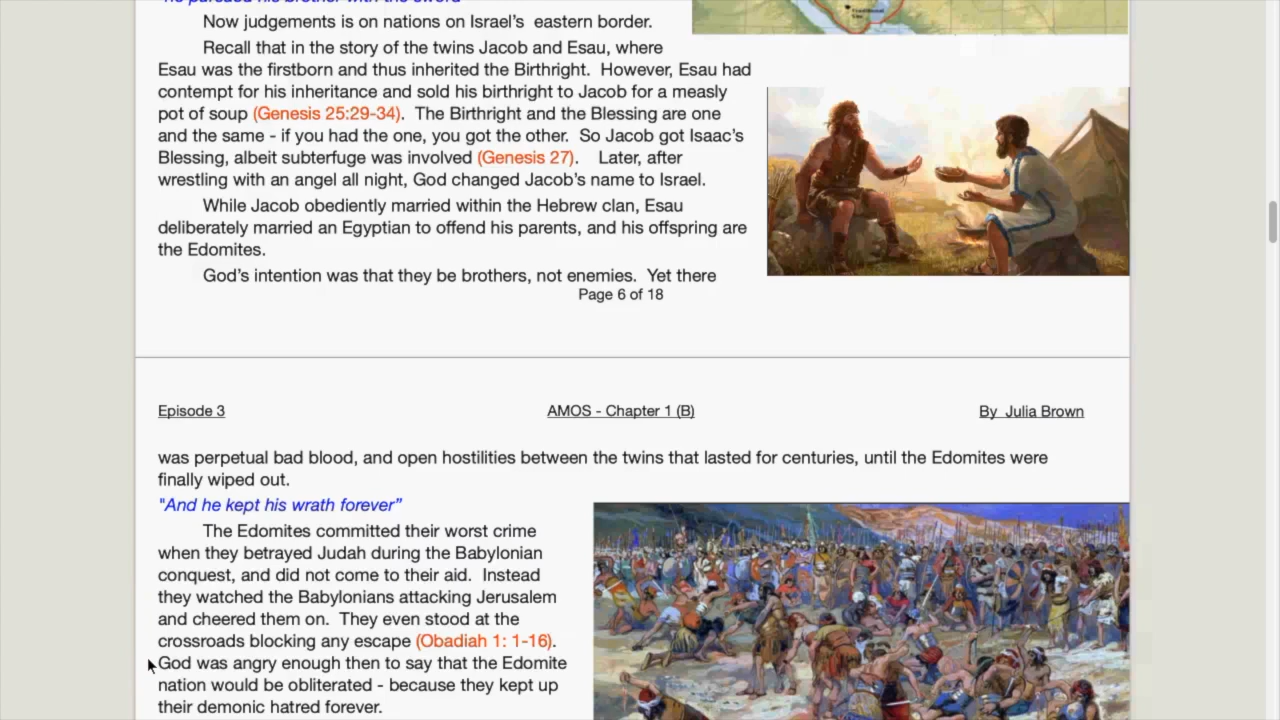 "he pursued his brother with the sword"
Now judgements is on nations on Israel's  eastern border.
Recall that in the story of the twins Jacob and Esau, where
Esau was the firstborn and thus inherited the Birthright.  However, Esau had
contempt for his inheritance and sold his birthright to Jacob for a measly
pot of soup (Genesis 25:29-34).  The Birthright and the Blessing are one
and the same - if you had the one, you got the other.  So Jacob got Isaac's
Blessing, albeit subterfuge was involved (Genesis 27).    Later, after
wrestling with an angel all night, God changed Jacob's name to Israel.
While Jacob obediently married within the Hebrew clan, Esau
deliberately married an Egyptian to offend his parents, and his offspring are
the Edomites.
God's intention was that they be brothers, not enemies.  Yet there
Page 6 of 18
Episode 3
AMOS - Chapter 1 (B)
By  Julia Brown
was perpetual bad blood, and open hostilities between the twins that lasted for centuries, until the Edomites were
finally wiped out.
"And he kept his wrath forever"
The Edomites committed their worst crime
when they betrayed Judah during the Babylonian
conquest, and did not come to their aid.  Instead
they watched the Babylonians attacking Jerusalem
and cheered them on.  They even stood at the
crossroads blocking any escape (Obadiah 1: 1-16).
God was angry enough then to say that the Edomite
nation would be obliterated - because they kept up
their demonic hatred forever.